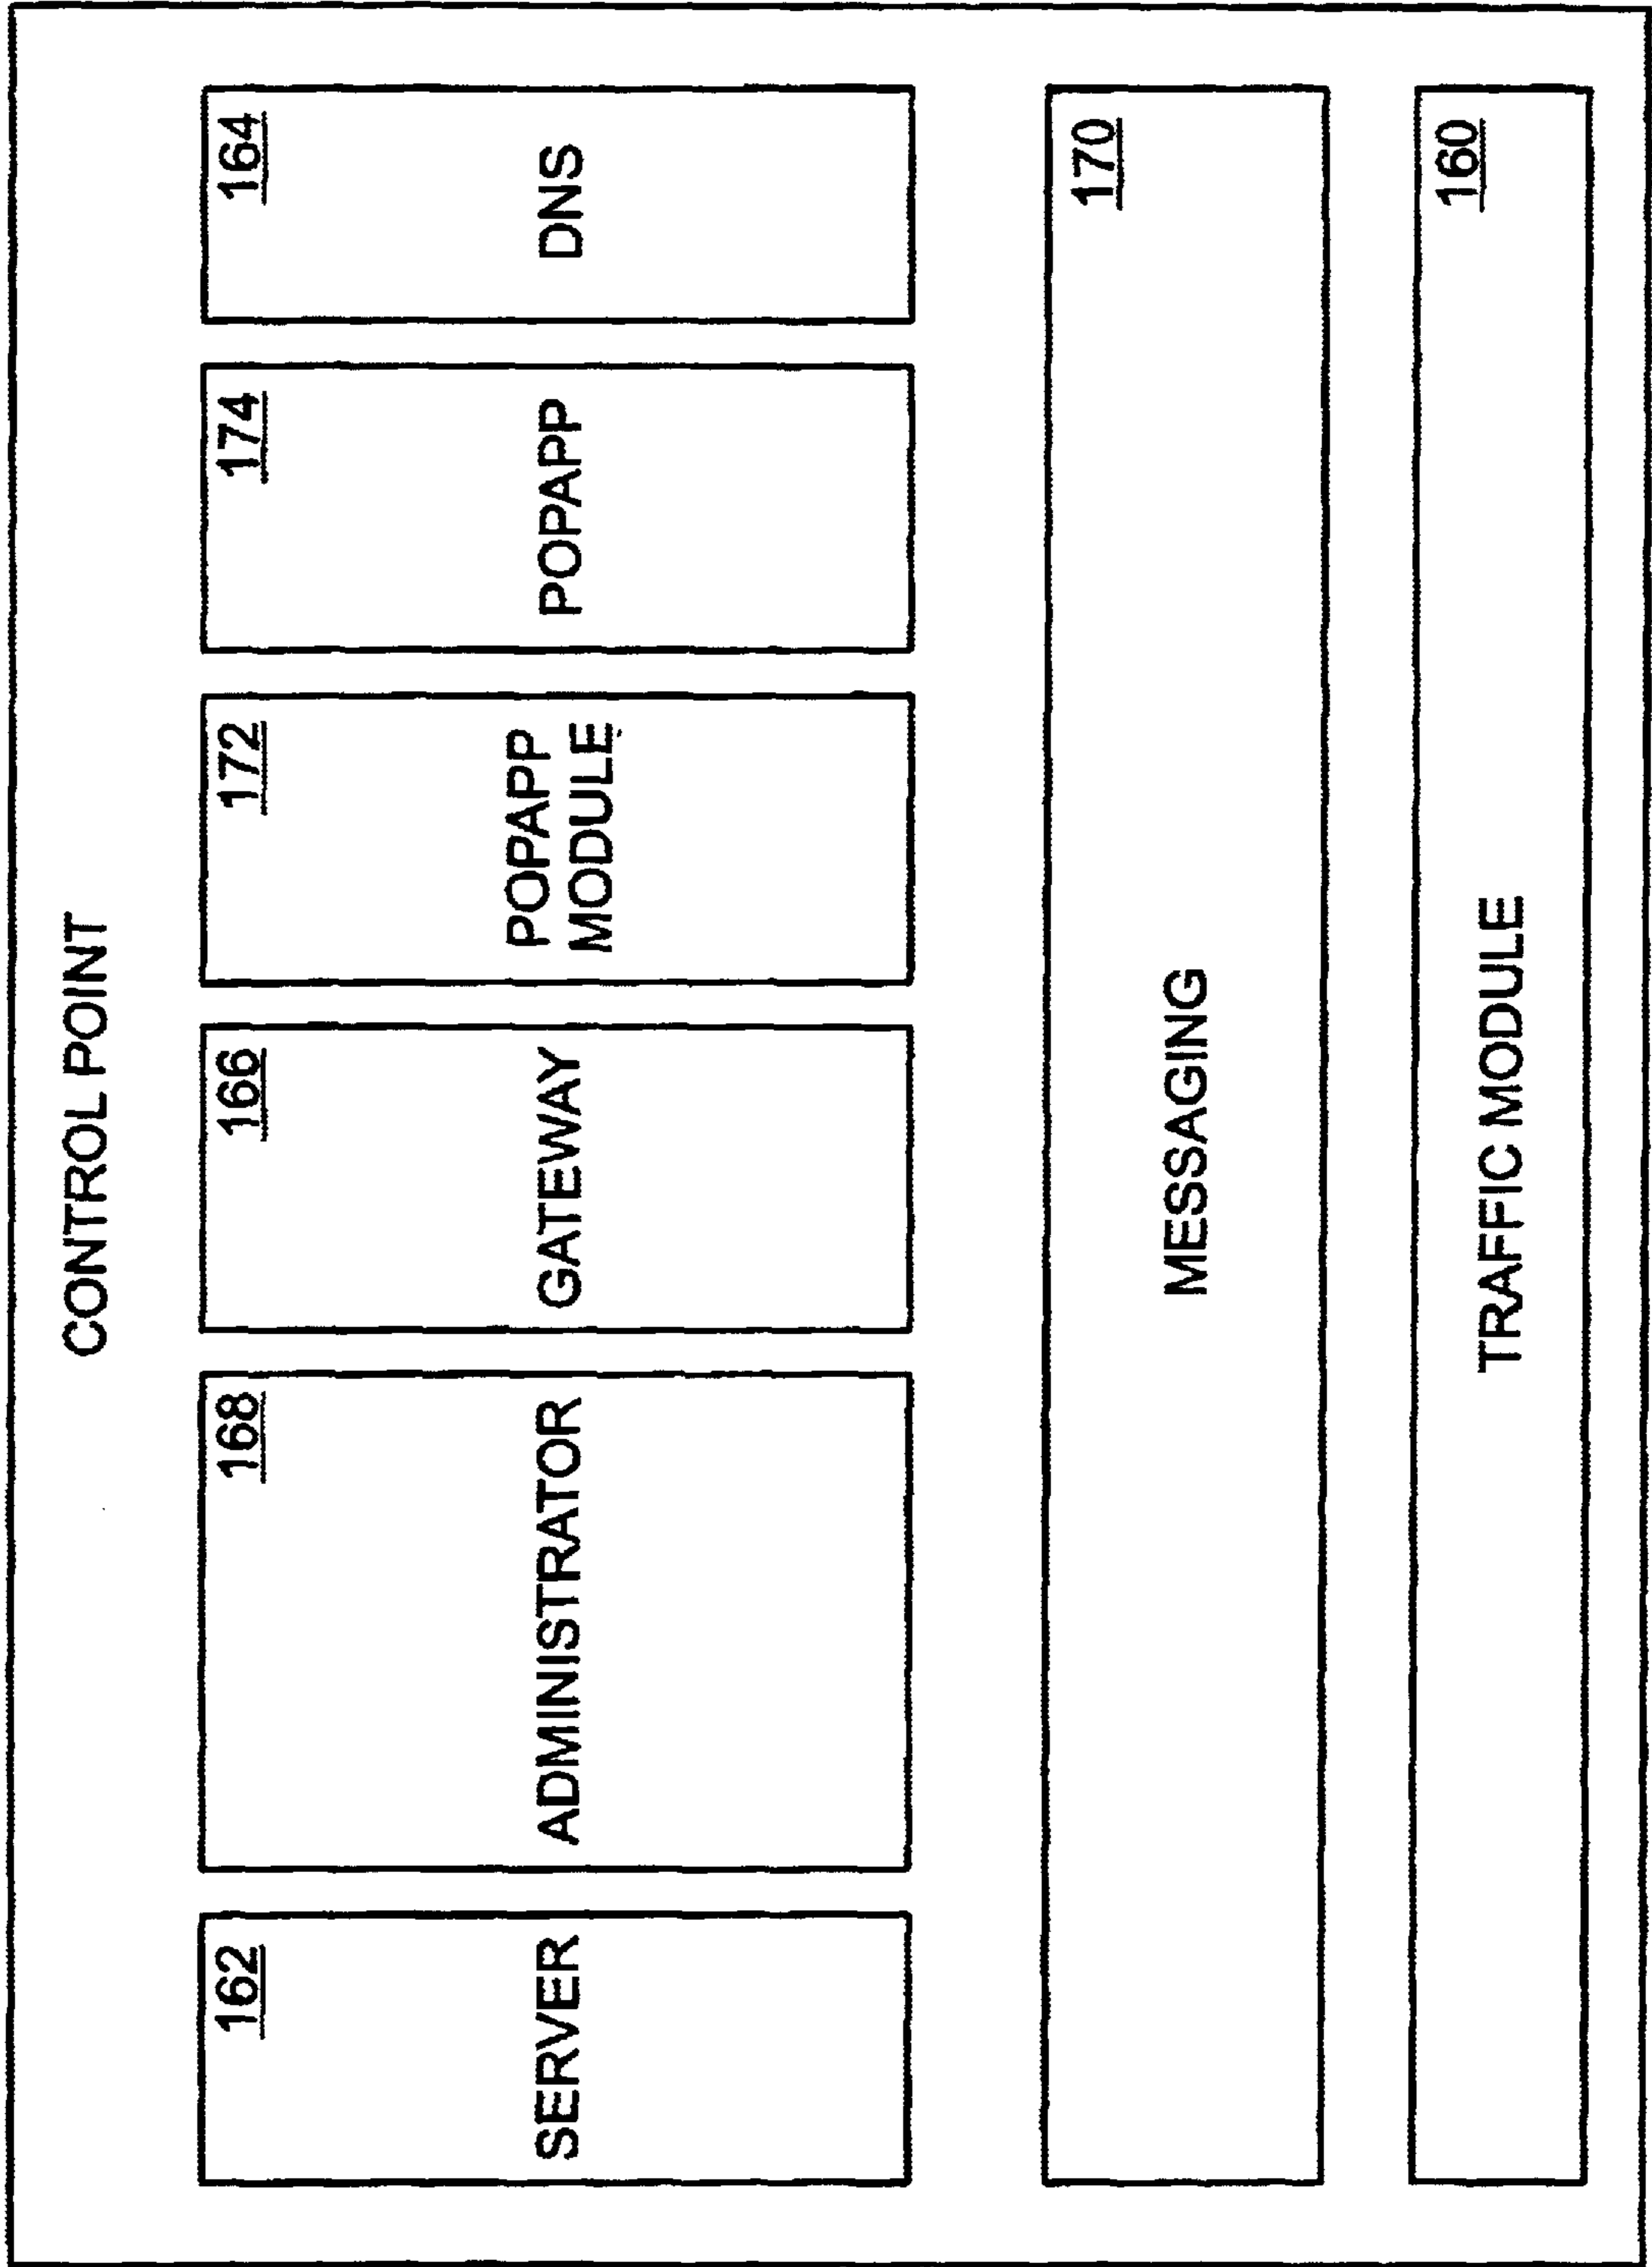 CONTROL POINT
162
SERVER
168
ADMINISTRATOR
166
GATEWAY
172
POPAPP
MODULE
174
POPAPP
164
DNS
170
MESSAGING
160
TRAFFIC MODULE